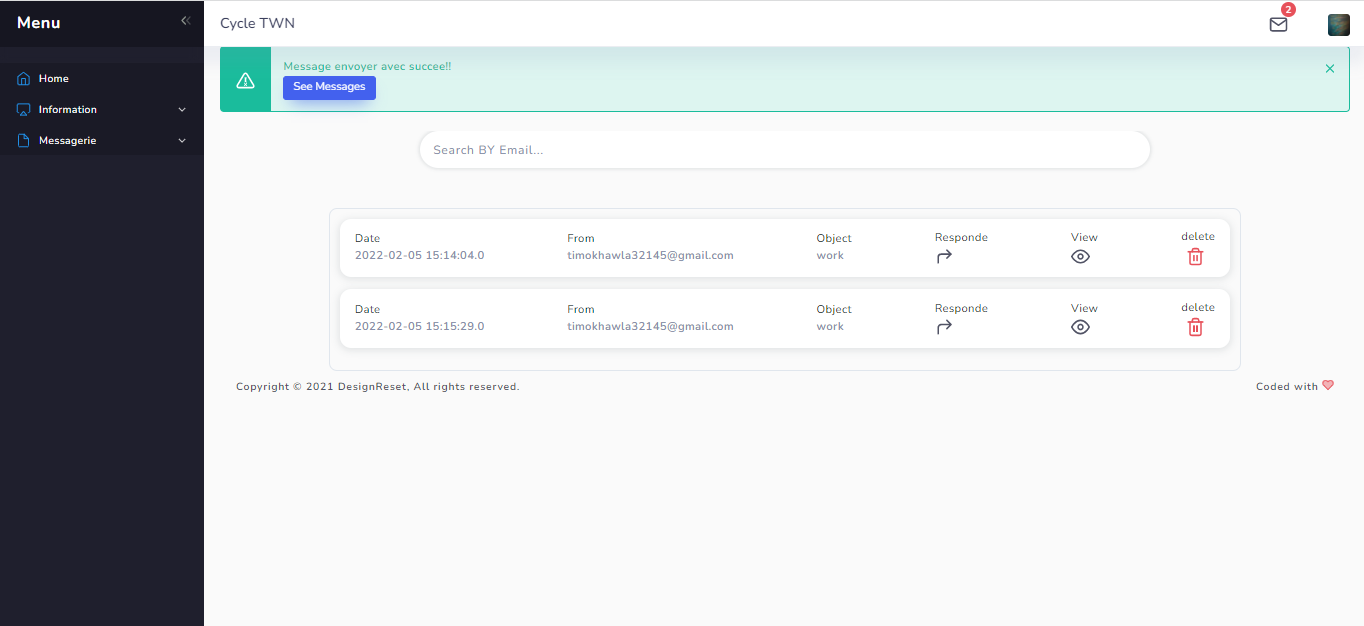 Menu
Cycle TWN
2
Message envoyer avec succee!!
See Messages
Home
Information
Messagerie
Search BY Email...
Date From Object Responde View delete
2022-02-05 15:14:04.0 timokhawla32145@gmail.com work
Date From Object Responde View delete
2022-02-05 15:15:29.0 timokhawla32145@gmail.com work
Copyright © 2021 DesignReset, All rights reserved. Coded with